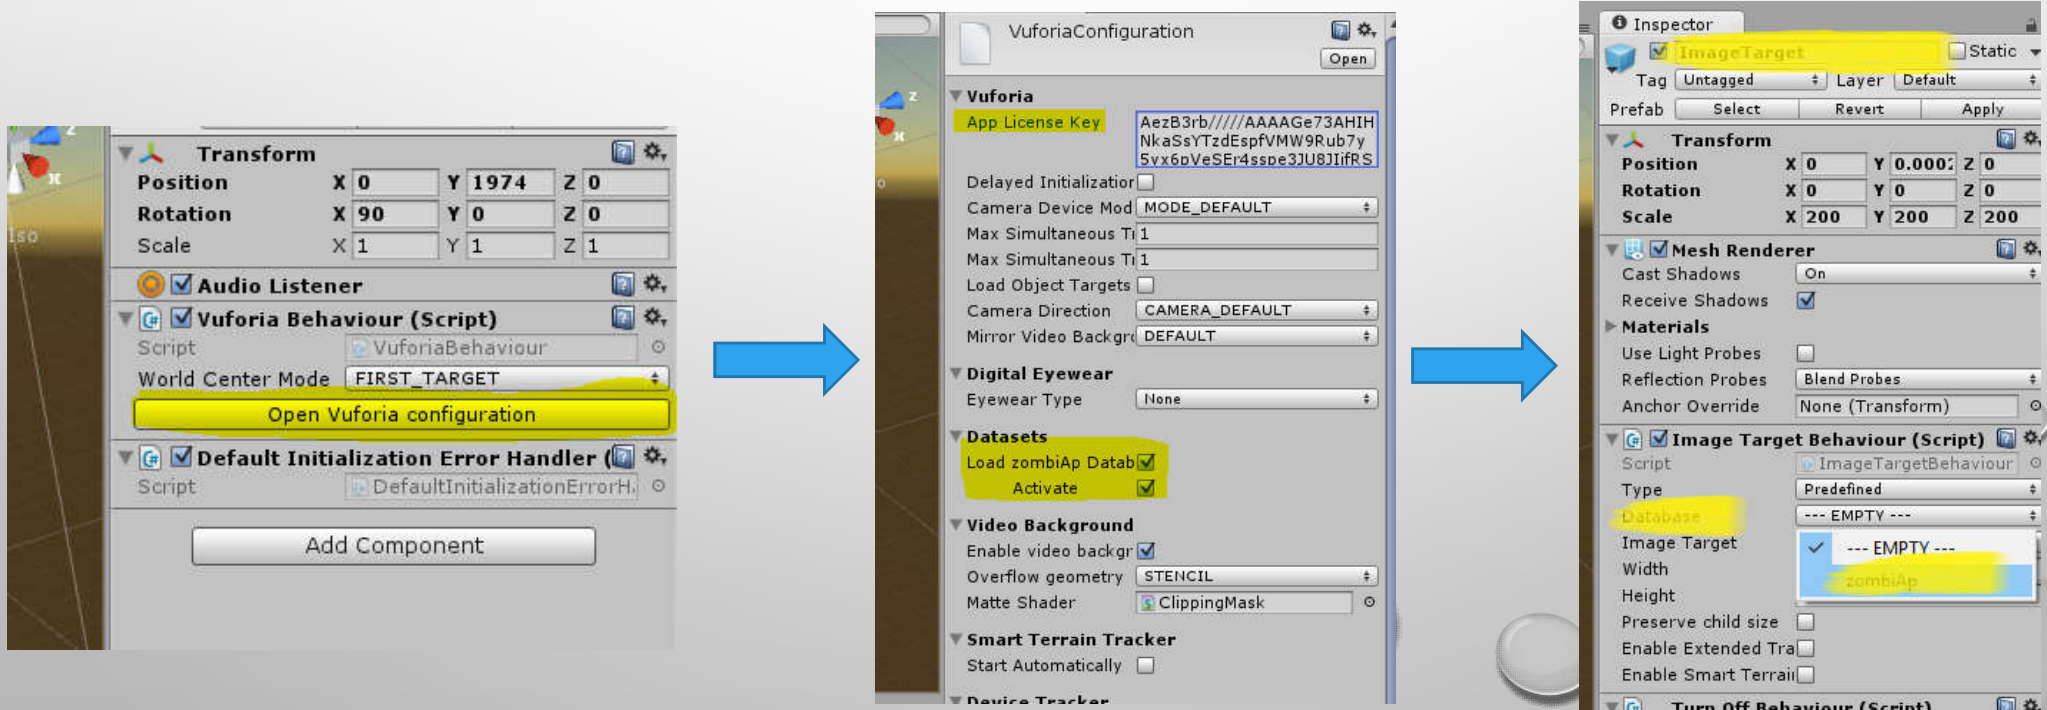 z
x
Iso
Transform
Position X 0 Y 1974 Z 0
Rotation X 90 Y 0 Z 0
Scale X 1 Y 1 Z 1
Audio Listener
Vuforia Behaviour (Script)
Script VuforiaBehaviour
World Center Mode FIRST_TARGET
Open Vuforia configuration
Default Initialization Error Handler (
Script DefaultInitializationErrorH
Add Component
z
x
VuforiaConfiguration
Open
Vuforia
App License Key AezB3rb/////AAAAGe73AHIH
NkaSsYTzdEspfVMW9Rub7y
5vx6pVeSEr4sspe3JU8JIifRS
Delayed Initialization
Camera Device Mod MODE_DEFAULT
Max Simultaneous Tr 1
Max Simultaneous Tr 1
Load Object Targets
Camera Direction CAMERA_DEFAULT
Mirror Video Backgr DEFAULT
Digital Eyewear
Eyewear Type None
Datasets
Load zombiAp Datab
Activate
Video Background
Enable video backgr
Overflow geometry STENCIL
Matte Shader ClippingMask
Smart Terrain Tracker
Start Automatically
Device Tracker
Inspector
ImageTarget Static
Tag Untagged Layer Default
Prefab Select Revert Apply
Transform
Position X 0 Y 0.0002 Z 0
Rotation X 0 Y 0 Z 0
Scale X 200 Y 200 Z 200
Mesh Renderer
Cast Shadows On
Receive Shadows
Materials
Use Light Probes
Reflection Probes Blend Probes
Anchor Override None (Transform)
Image Target Behaviour (Script)
Script ImageTargetBehaviour
Type Predefined
Database --- EMPTY ---
Image Target --- EMPTY ---
Width zombiAp
Height
Preserve child size
Enable Extended Tra
Enable Smart Terrai
Turn Off Behaviour (Script)